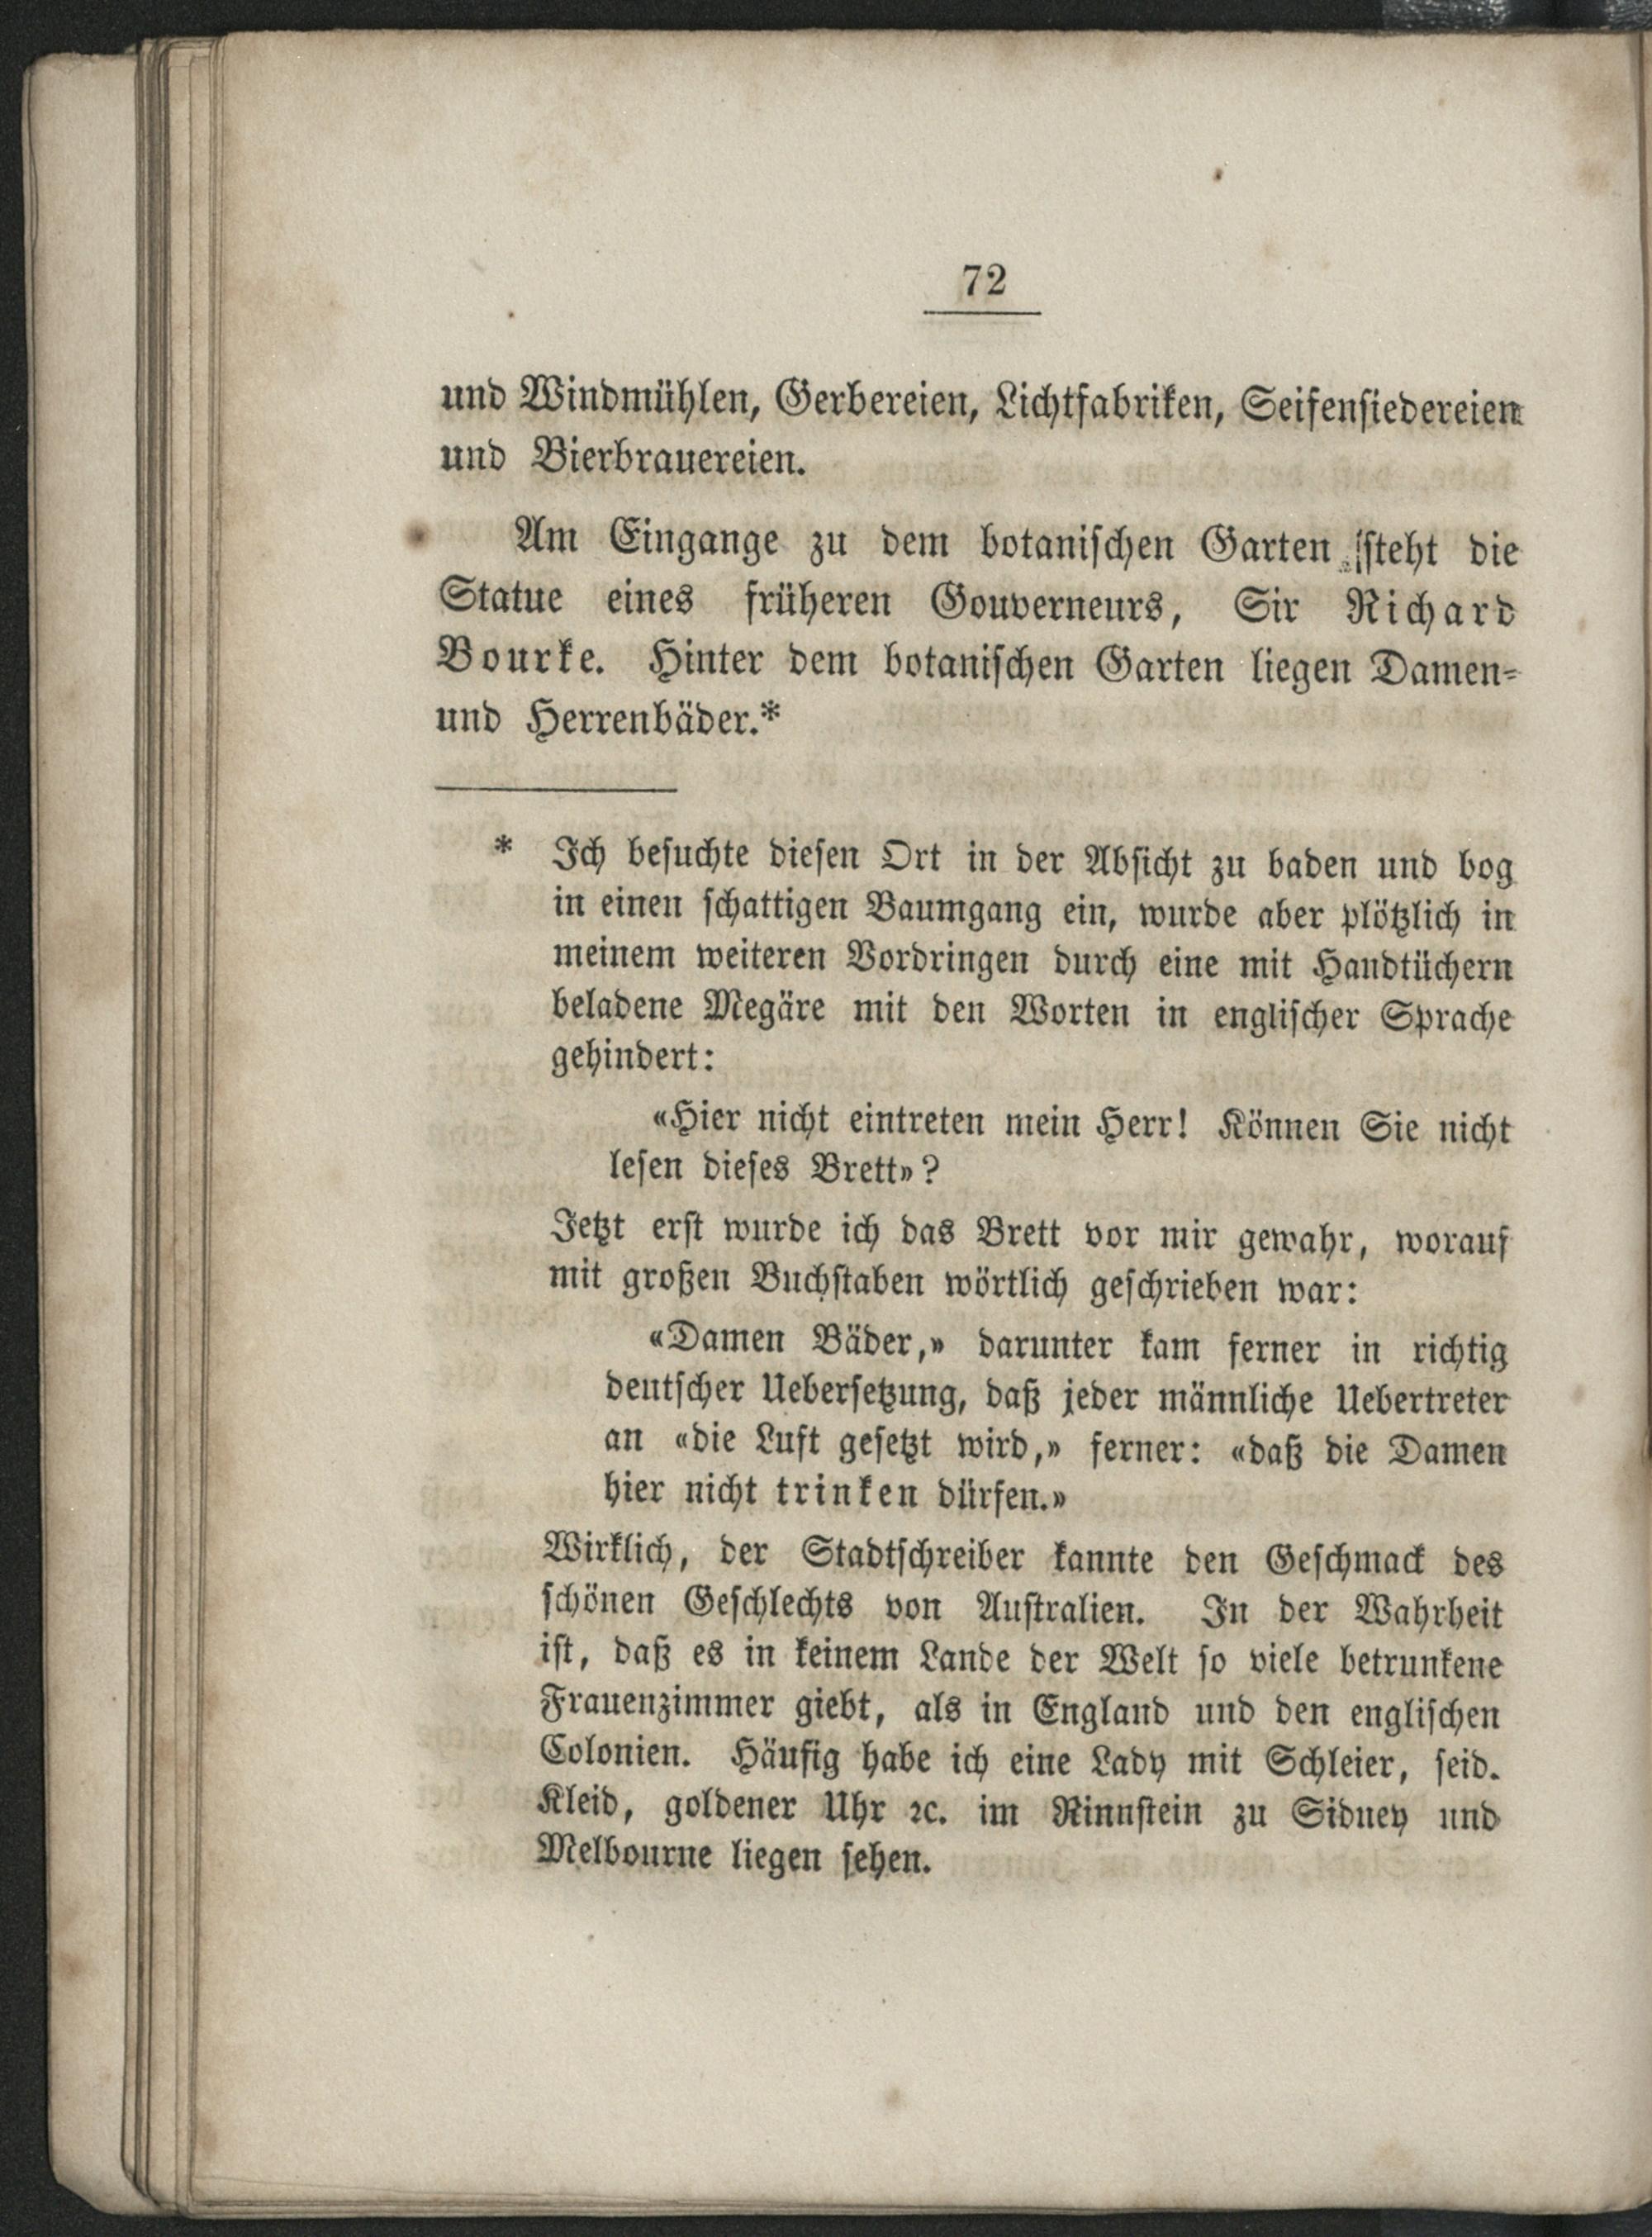 72
und Windmühlen, Gerbereien, Lichtfabriken, Seifensiedereien
und Bierbrauereien.
Am Eingange zu dem botanischen Garten steht die
Statue eines früheren Gouverneurs, Sir Richard
Bourke. Hinter dem botanischen Garten liegen Damen-
und Herrenbäder.*
* Ich besuchte diesen Ort in der Absicht zu baden und bog
in einen schattigen Baumgang ein, wurde aber plötzlich in
meinem weiteren Vordringen durch eine mit Handtüchern
beladene Megäre mit den Worten in englischer Sprache
gehindert:
«Hier nicht eintreten mein Herr! Können Sie nicht
lesen dieses Brett»?
Jetzt erst wurde ich das Brett vor mir gewahr, worauf
mit großen Buchstaben wörtlich geschrieben war:
«Damen Bäder,» darunter kam ferner in richtig
deutscher Uebersetzung, daß jeder männliche Uebertreter
an «die Luft gesetzt wird,» ferner: «daß die Damen
hier nicht trinken dürfen.»
Wirklich, der Stadtschreiber kannte den Geschmack des
schönen Geschlechts von Australien. In der Wahrheit
ist, daß es in keinem Lande der Welt so viele betrunkene
Frauenzimmer giebt, als in England und den englischen
Colonien. Häufig habe ich eine Lady mit Schleier, seid.
Kleid, goldener Uhr ꝛc. im Rinnstein zu Sidney und
Melbourne liegen sehen.